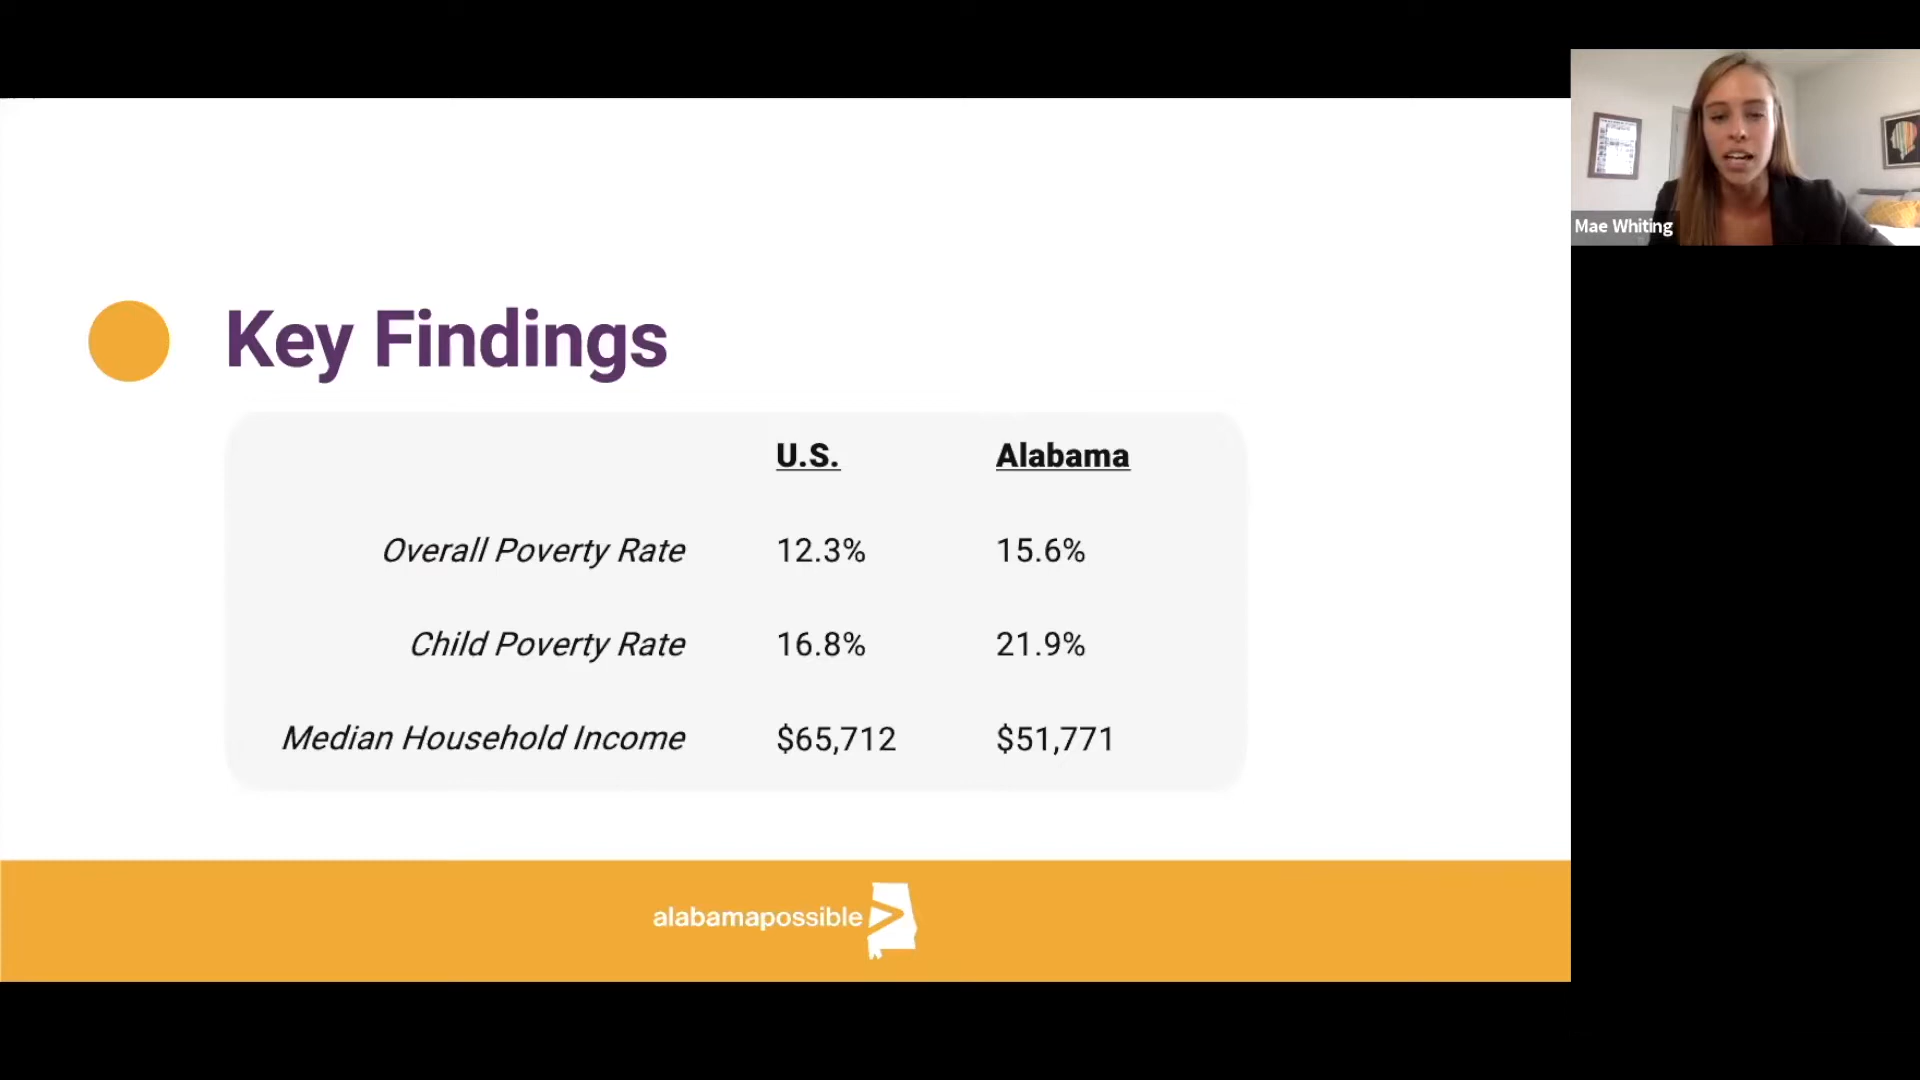 Key Findings
U.S. Alabama
Overall Poverty Rate 12.3% 15.6%
Child Poverty Rate 16.8% 21.9%
Median Household Income $65,712 $51,771
alabamapossible
Mae Whiting